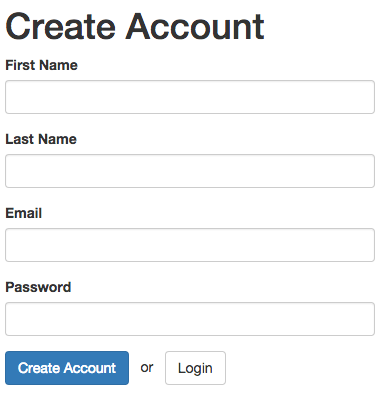 Create Account
First Name
Last Name
Email
Password
Create Account or Login